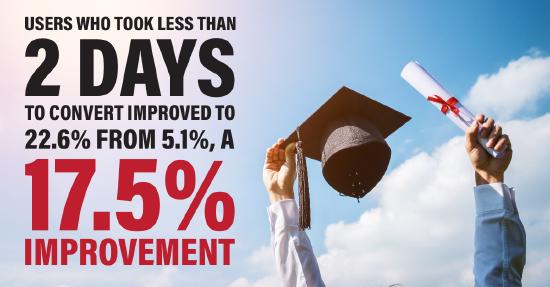 USERS WHO TOOK LESS THAN
2 DAYS
TO CONVERT IMPROVED TO
22.6% FROM 5.1%, A
17.5%
IMPROVEMENT